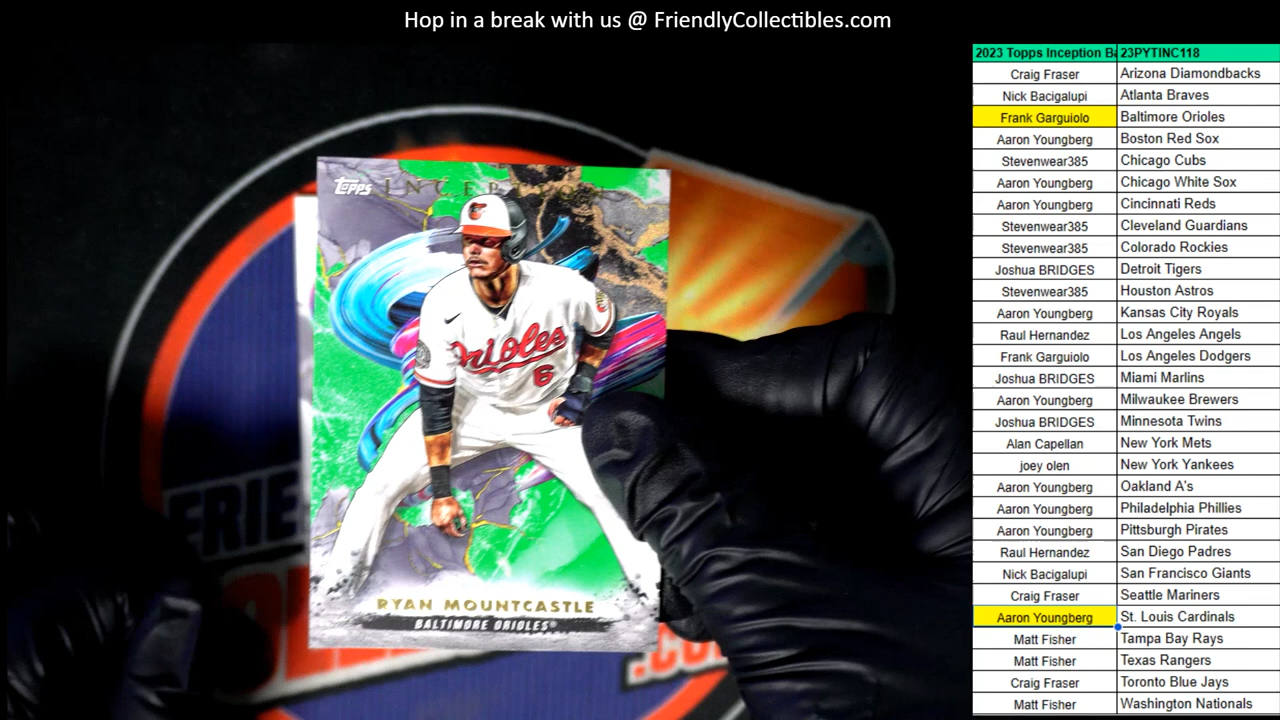 Hop in a break with us @ FriendlyCollectibles.com
2023 Topps Inception Ba 23PYTINC118
Craig Fraser Arizona Diamondbacks
Nick Bacigalupi Atlanta Braves
Frank Garguiolo Baltimore Orioles
Aaron Youngberg Boston Red Sox
Stevenwear385 Chicago Cubs
Aaron Youngberg Chicago White Sox
Aaron Youngberg Cincinnati Reds
Stevenwear385 Cleveland Guardians
Stevenwear385 Colorado Rockies
Joshua BRIDGES Detroit Tigers
Stevenwear385 Houston Astros
Aaron Youngberg Kansas City Royals
Raul Hernandez Los Angeles Angels
Frank Garguiolo Los Angeles Dodgers
Joshua BRIDGES Miami Marlins
Aaron Youngberg Milwaukee Brewers
Joshua BRIDGES Minnesota Twins
Alan Capellan New York Mets
joey olen New York Yankees
Aaron Youngberg Oakland A's
Aaron Youngberg Philadelphia Phillies
Aaron Youngberg Pittsburgh Pirates
Raul Hernandez San Diego Padres
Nick Bacigalupi San Francisco Giants
Craig Fraser Seattle Mariners
Aaron Youngberg St. Louis Cardinals
Matt Fisher Tampa Bay Rays
Matt Fisher Texas Rangers
Craig Fraser Toronto Blue Jays
Matt Fisher Washington Nationals
Topps INCEPTION
Orioles
6
RYAN MOUNTCASTLE
BALTIMORE ORIOLES®
FRIE
.CO